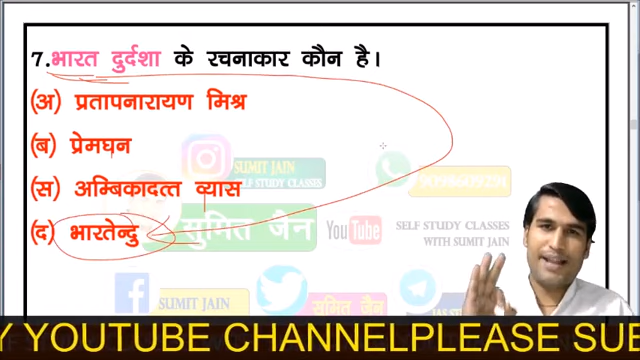 7.भारत दुर्दशा के रचनाकार कौन है।
(अ) प्रतापनारायण मिश्र
(ब) प्रेमघन
(स) अम्बिकादत्त व्यास
(द) भारतेन्दु
SUMIT JAIN
SELF STUDY CLASSES
9098609291
सुमित जैन
YouTube
SELF STUDY CLASSES
WITH SUMIT JAIN
SUMIT JAIN
सुमित जैन
Y YOUTUBE CHANNELPLEASE SUB